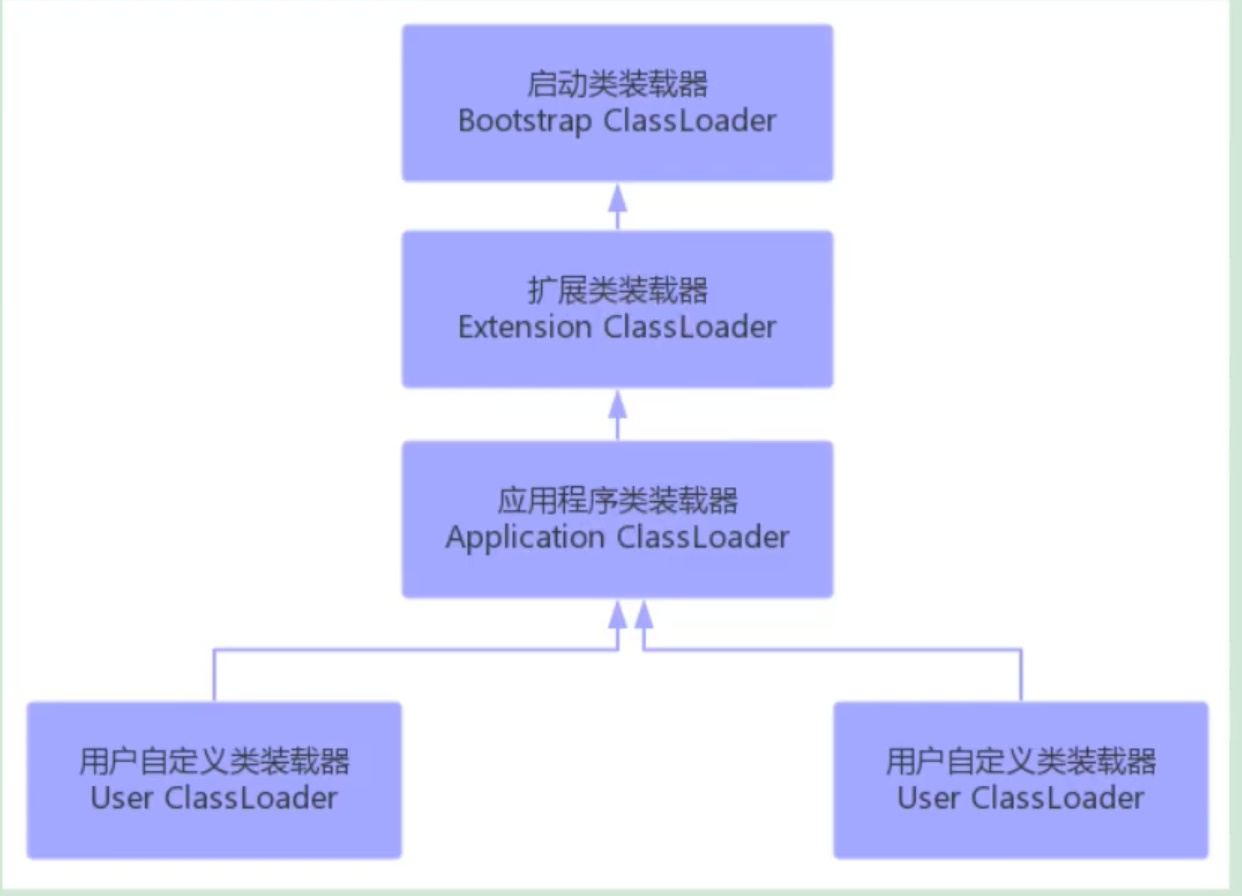 启动类装载器
Bootstrap ClassLoader
扩展类装载器
Extension ClassLoader
应用程序类装载器
Application ClassLoader
用户自定义类装载器
User ClassLoader
用户自定义类装载器
User ClassLoader